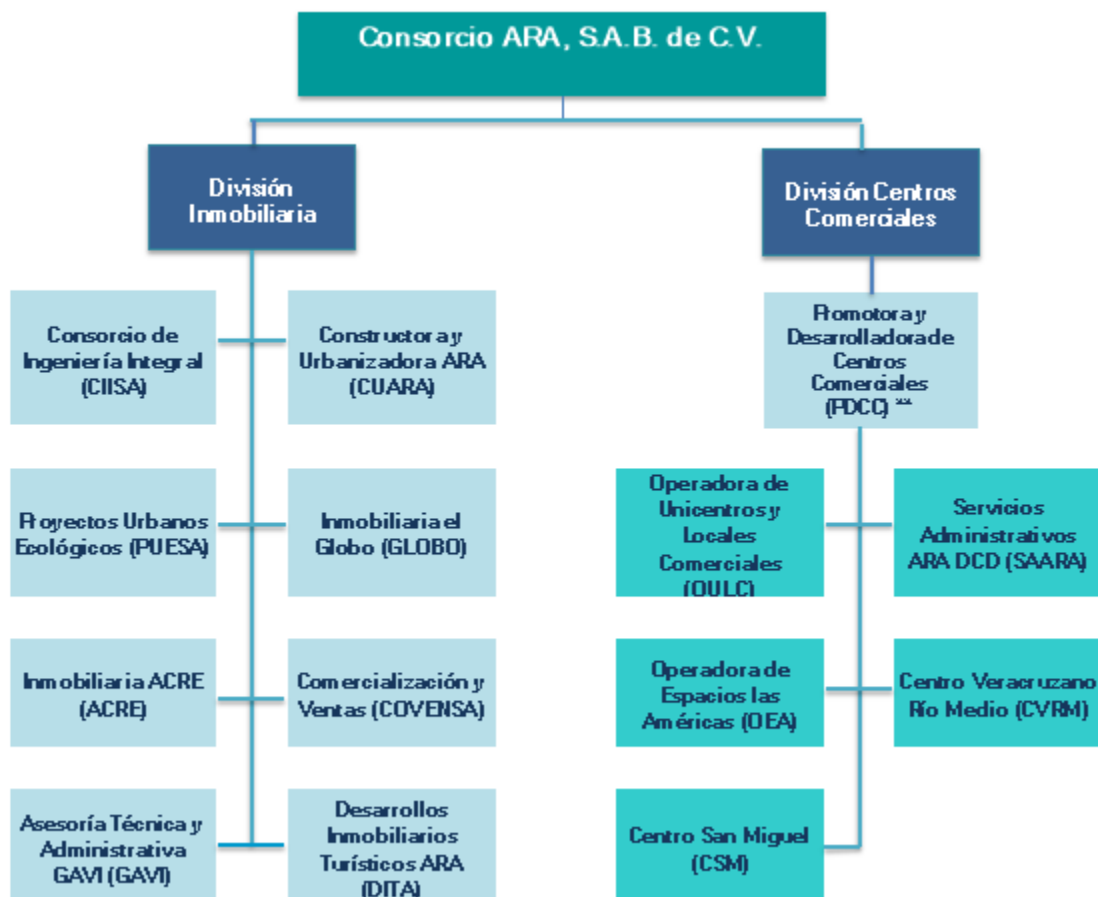 Consorcio ARA, S.A.B. de C.V.
División
Inmobiliaria
División Centros
Comerciales
Consorcio de
Ingeniería Integral
(CIISA)
Constructora y
Urbanizadora ARA
(CUARA)
Promotora y
Desarrolladora de
Centros
Comerciales
(PDCC) **
Proyectos Urbanos
Ecológicos (PUESA)
Inmobiliaria el
Globo (GLOBO)
Operadora de
Unicentros y
Locales
Comerciales
(OULC)
Servicios
Administrativos
ARA DCD (SAARA)
Inmobiliaria ACRE
(ACRE)
Comercialización y
Ventas (COVENSA)
Operadora de
Espacios las
Américas (OEA)
Centro Veracruzano
Río Medio (CVRM)
Asesoría Técnica y
Administrativa
GAVI (GAVI)
Desarrollos
Inmobiliarios
Turísticos ARA
(DITA)
Centro San Miguel
(CSM)